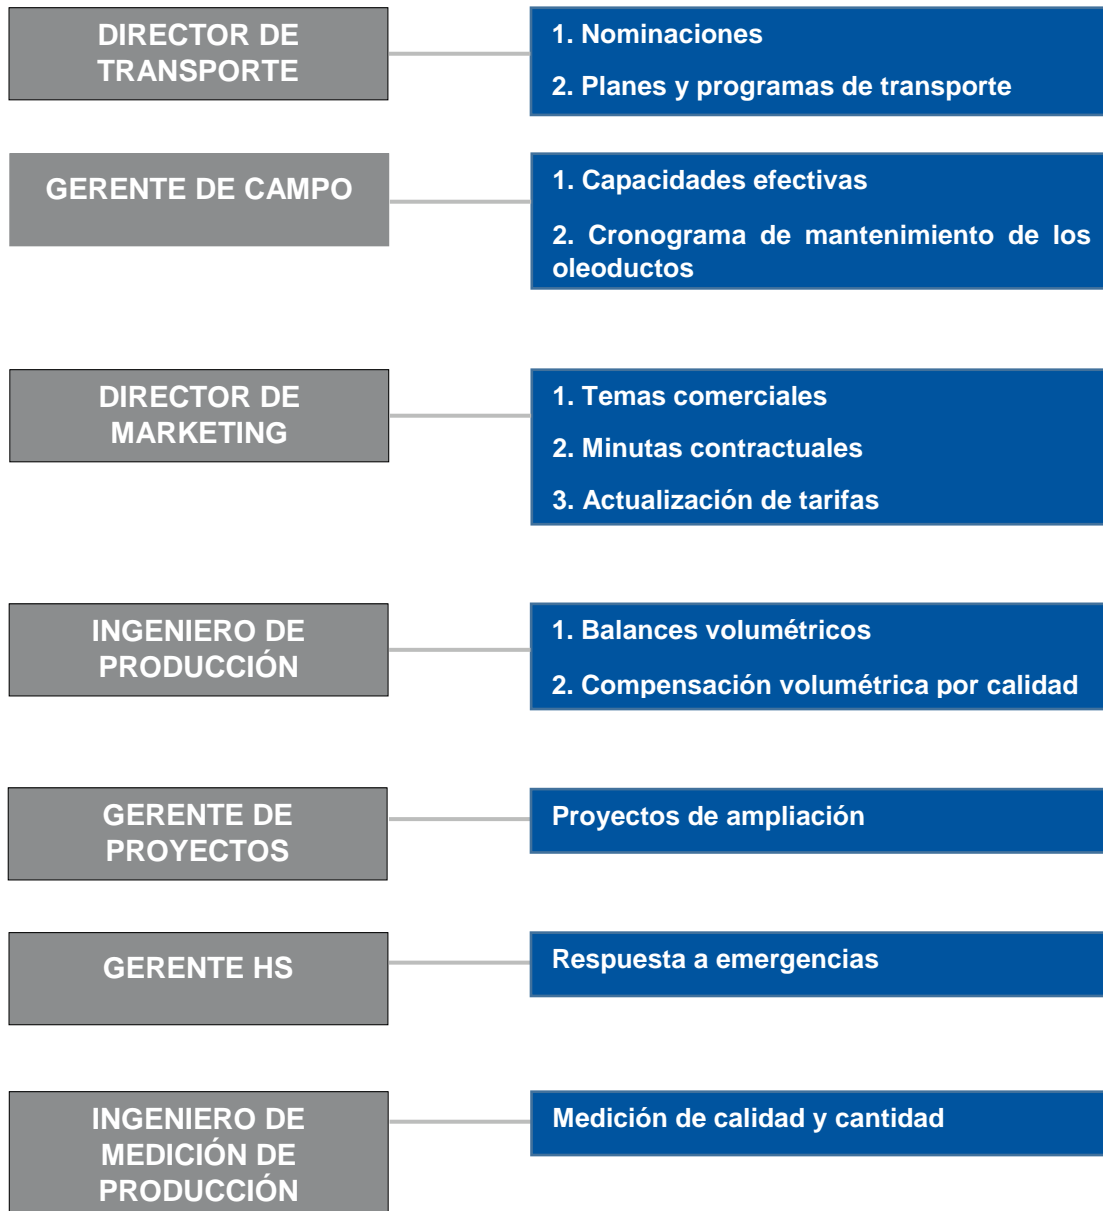 DIRECTOR DE
TRANSPORTE
1. Nominaciones
2. Planes y programas de transporte
GERENTE DE CAMPO
1. Capacidades efectivas
2. Cronograma de mantenimiento de los
oleoductos
DIRECTOR DE
MARKETING
1. Temas comerciales
2. Minutas contractuales
3. Actualización de tarifas
INGENIERO DE
PRODUCCIÓN
1. Balances volumétricos
2. Compensación volumétrica por calidad
GERENTE DE
PROYECTOS
Proyectos de ampliación
GERENTE HS
Respuesta a emergencias
INGENIERO DE
MEDICIÓN DE
PRODUCCIÓN
Medición de calidad y cantidad